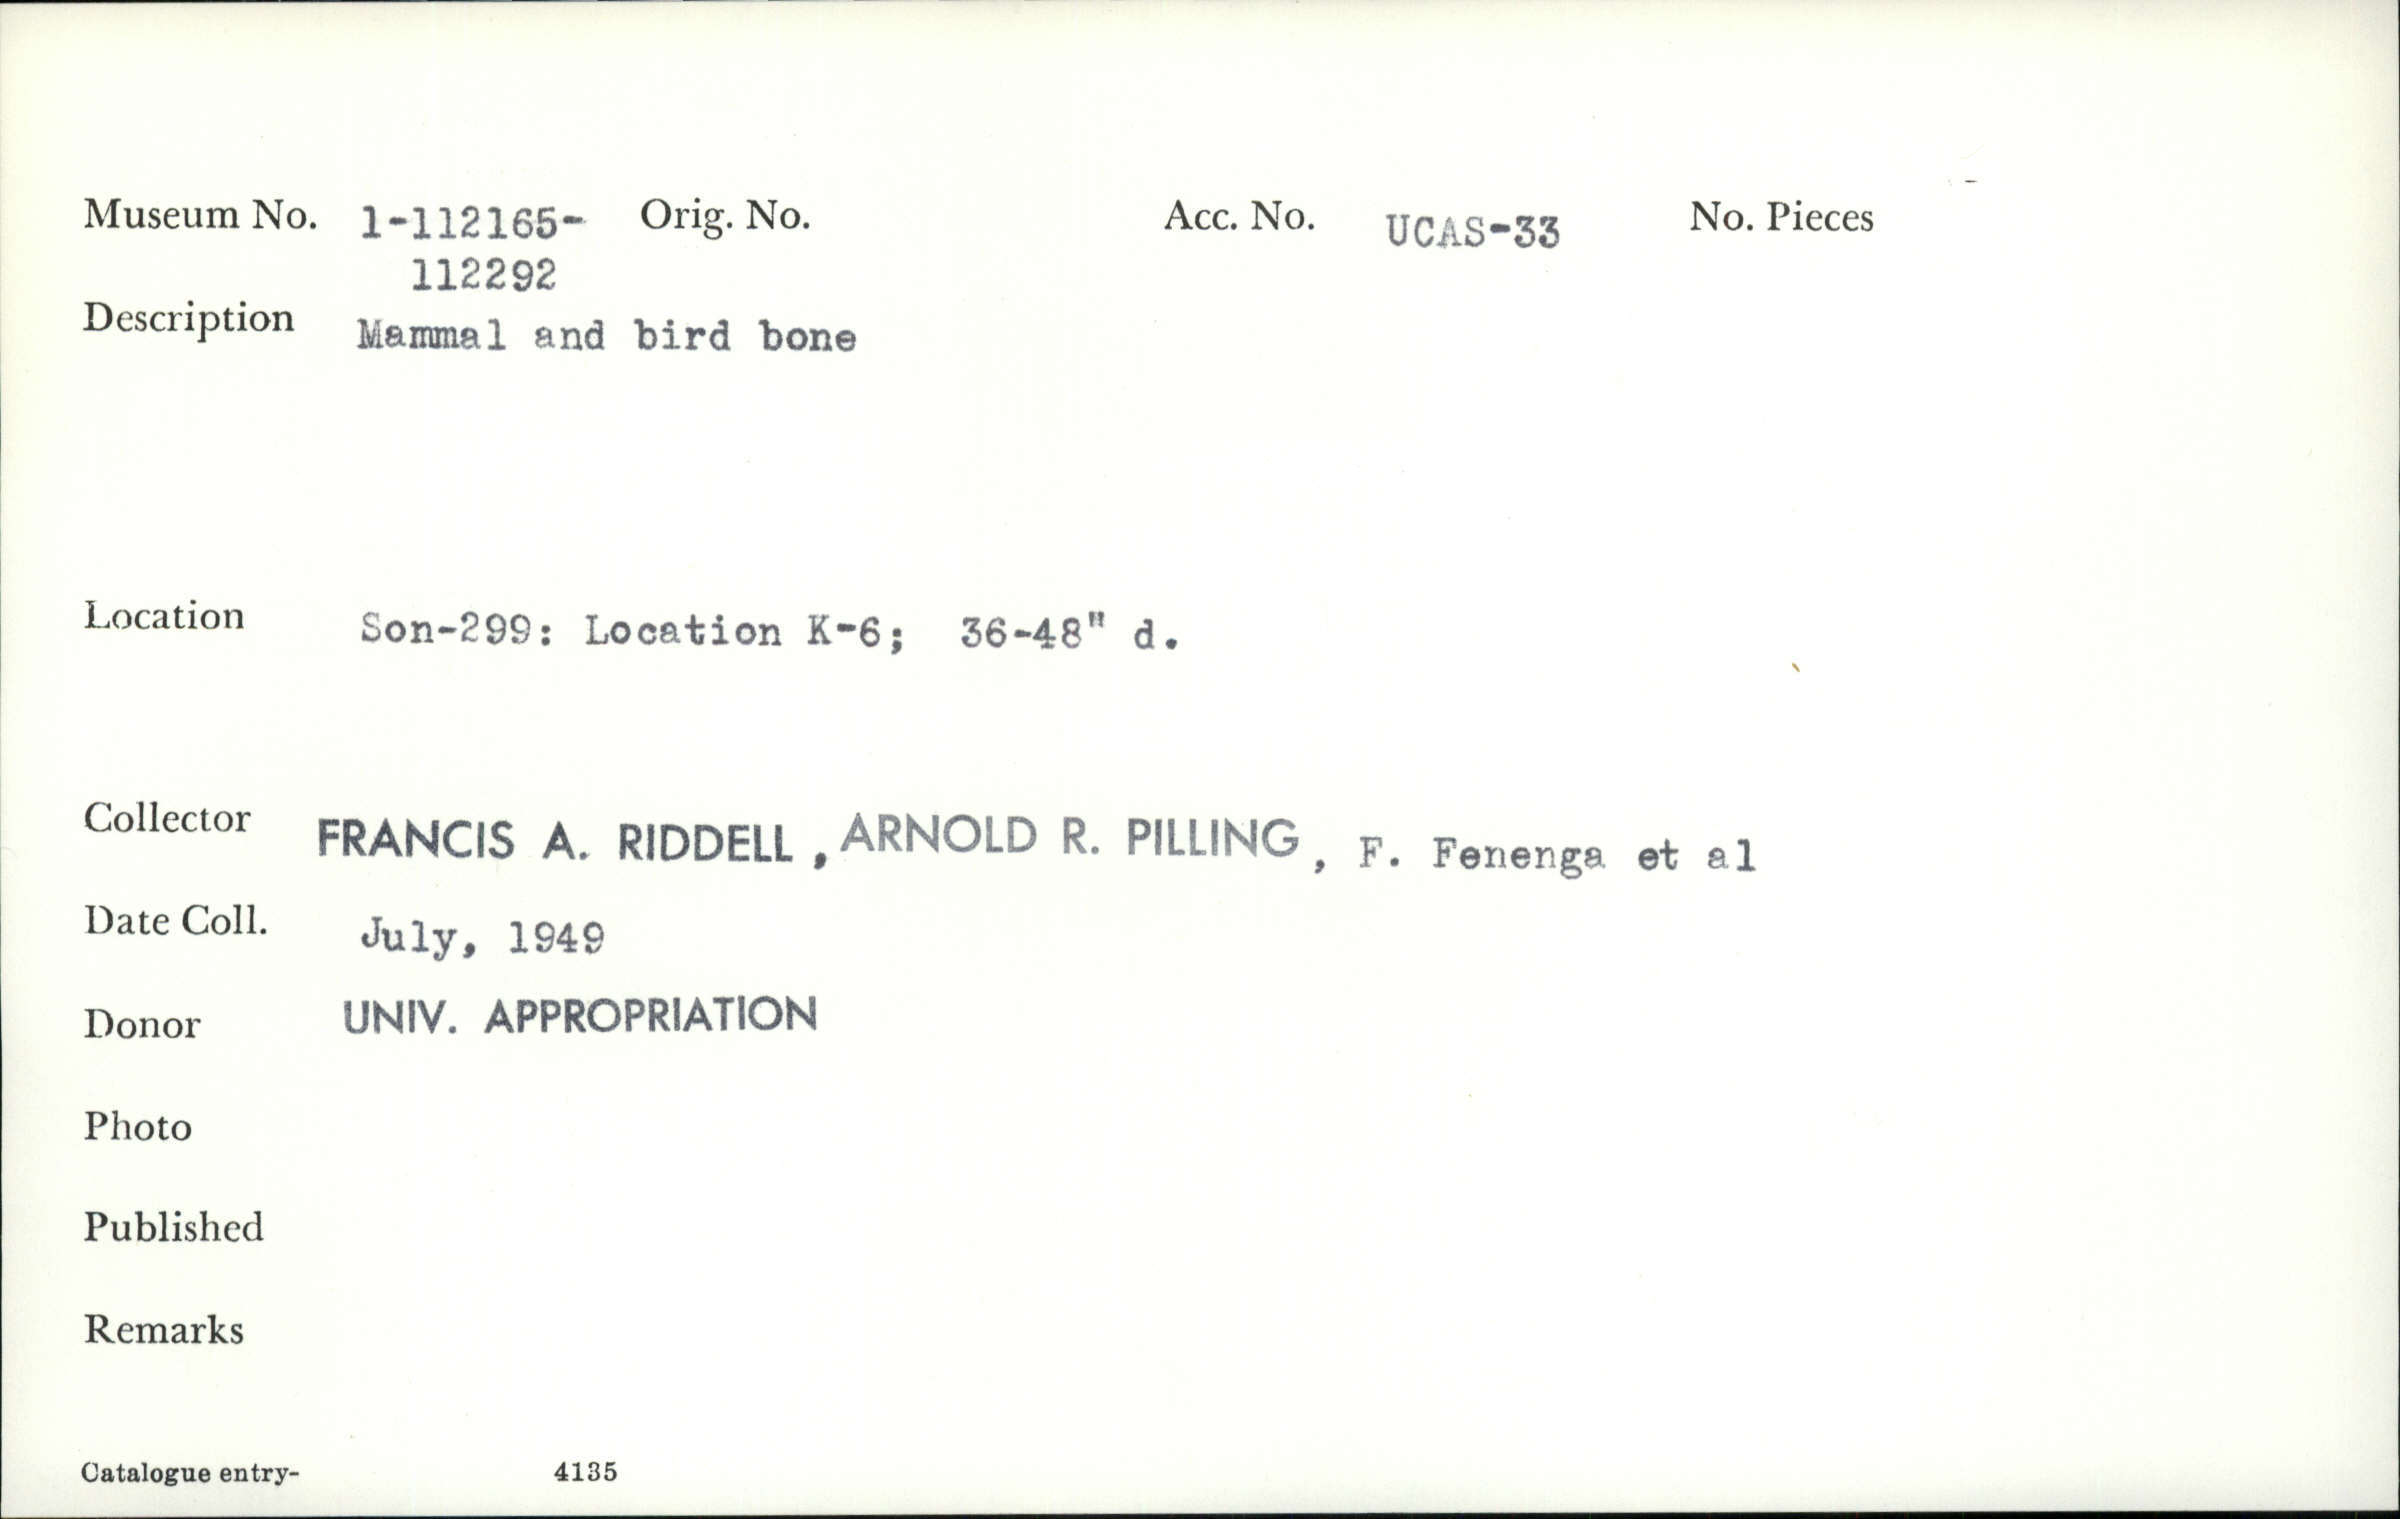 Museum No. 1-112165- Orig. No. Acc. No. UCAS-33 No. Pieces
112292
Description Mammal and bird bone
Location Son-299: Location K-6; 36-48" d.
Collector FRANCIS A. RIDDELL, ARNOLD R. PILLING, F. Fenenga et al
Date Coll. July, 1949
Donor UNIV. APPROPRIATION
Photo
Published
Remarks
Catalogue entry- 4135